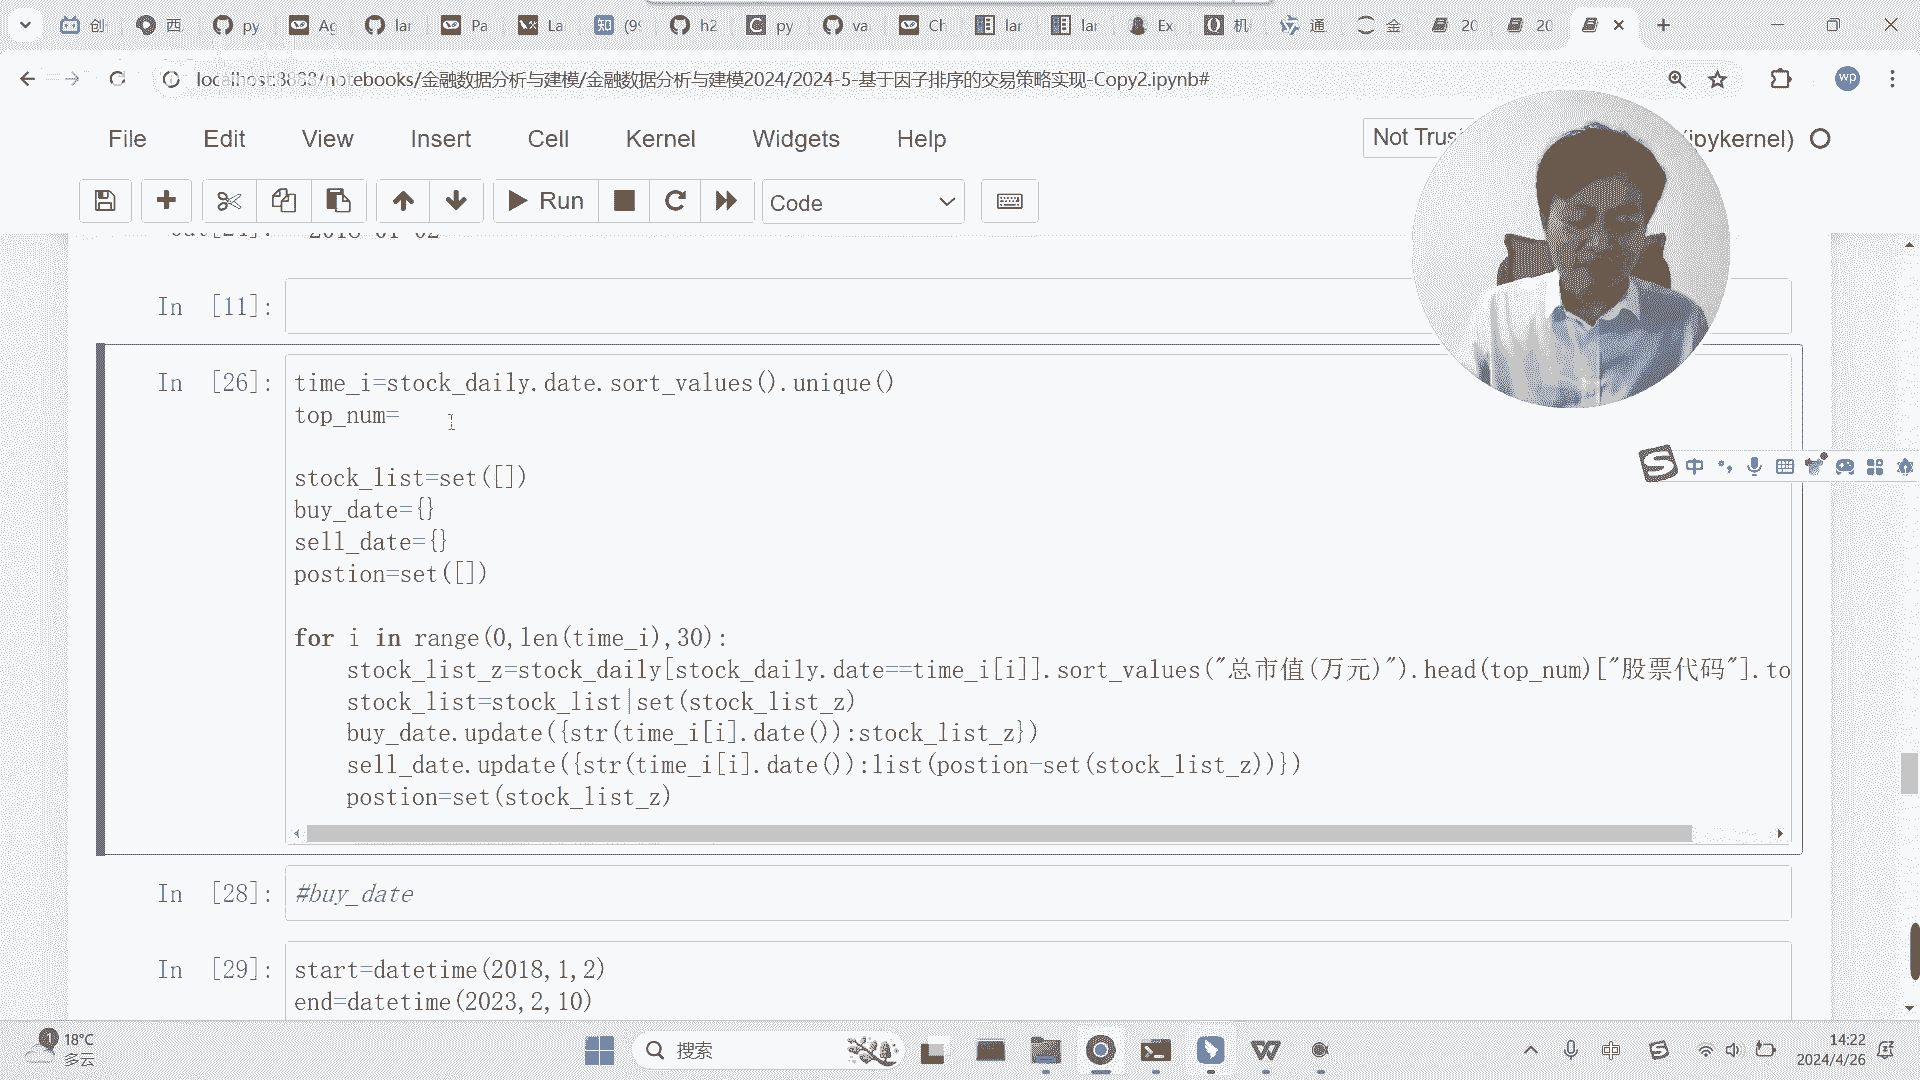 创
西
py
Ag
lar
Pa
La
知 (9
h2
py
va
Ch
lar
lar
Ex
机
通
金
20
20
localhost:8888/notebooks/金融数据分析与建模/金融数据分析与建模2024/2024-5-基于因子排序的交易策略实现-Copy2.ipynb#
wp
File Edit View Insert Cell Kernel Widgets Help
Not Trus
(ipykernel)
Run
Code
2018-01-02
In [11]:
In [26]:
time_i=stock_daily.date.sort_values().unique()
top_num=
stock_list=set([])
buy_date={}
sell_date={}
postion=set([])
for i in range(0,len(time_i),30):
stock_list_z=stock_daily[stock_daily.date==time_i[i]].sort_values("总市值(万元)").head(top_num)["股票代码"].to
stock_list=stock_list|set(stock_list_z)
buy_date.update({str(time_i[i].date()):stock_list_z})
sell_date.update({str(time_i[i].date()):list(postion-set(stock_list_z))})
postion=set(stock_list_z)
In [28]:
#buy_date
In [29]:
start=datetime(2018,1,2)
end=datetime(2023,2,10)
中
1
18°C
多云
搜索
中
14:22
2024/4/26